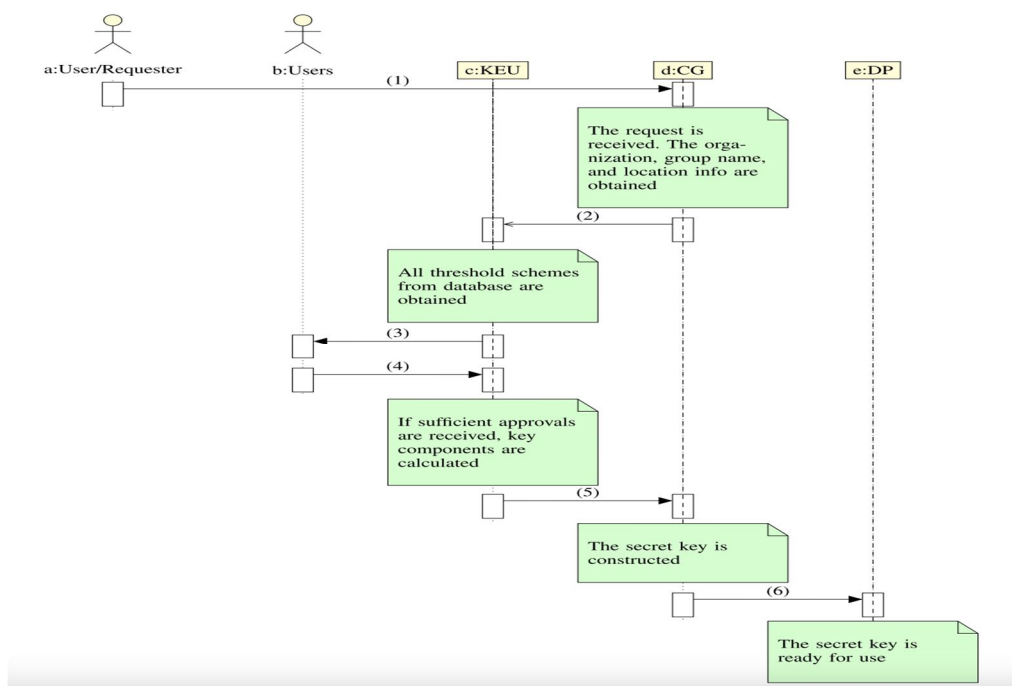 a:User/Requester
b:Users
c:KEU
d:CG
e:DP
(1)
The request is
received. The orga-
nization, group name,
and location info are
obtained
(2)
All threshold schemes
from database are
obtained
(3)
(4)
If sufficient approvals
are received, key
components are
calculated
(5)
The secret key is
constructed
(6)
The secret key is
ready for use